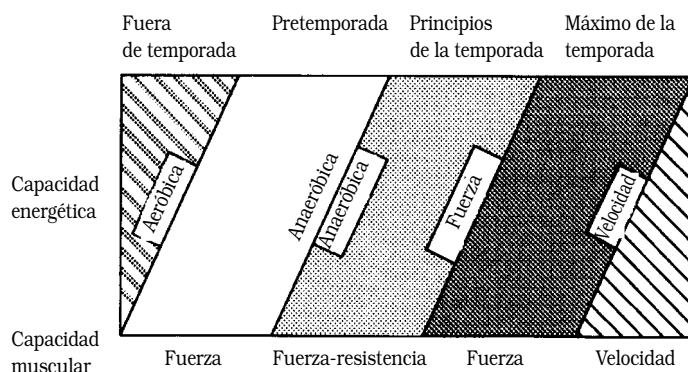 Fuera
de temporada
Pretemporada
Principios
de la temporada
Máximo de la
temporada
Capacidad
energética
Aeróbica
Anaeróbica
Anaeróbica
Fuerza
Velocidad
Capacidad
muscular
Fuerza
Fuerza-resistencia
Fuerza
Velocidad